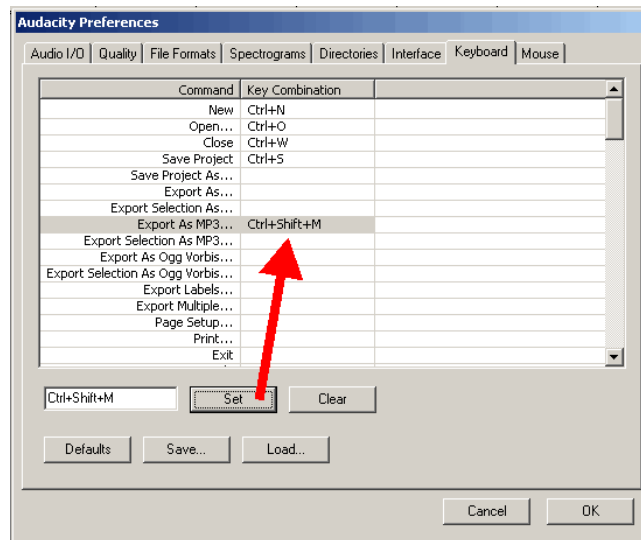 Audacity Preferences
Audio I/O Quality File Formats Spectrograms Directories Interface Keyboard Mouse
Command Key Combination
New Ctrl+N
Open... Ctrl+O
Close Ctrl+W
Save Project Ctrl+S
Save Project As...
Export As...
Export Selection As...
Export As MP3... Ctrl+Shift+M
Export Selection As MP3...
Export As Ogg Vorbis...
Export Selection As Ogg Vorbis...
Export Labels...
Export Multiple...
Page Setup...
Print...
Exit
Ctrl+Shift+M Set Clear
Defaults Save... Load...
Cancel OK